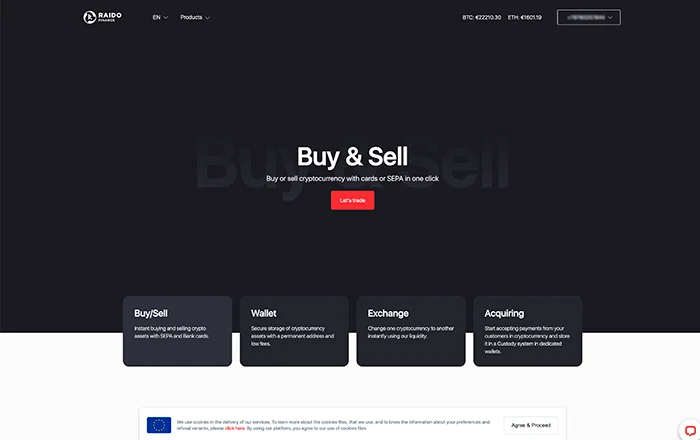 RAIDO
FINANCE
EN
Products
BTC: €22210.30 ETH: €1601.19
Buy & Sell
Buy & Sell
Buy or sell cryptocurrency with cards or SEPA in one click
Let's trade
Buy/Sell
Instant buying and selling crypto
assets with SEPA and Bank cards.
Wallet
Secure storage of cryptocurrency
assets with a permanent address and
low fees.
Exchange
Change one cryptocurrency to another
instantly using our liquidity.
Acquiring
Start accepting payments from your
customers in cryptocurrency and store
it in a Custody system in dedicated
wallets.
We use cookies in the delivery of our services. To learn more about the cookies files, that we use, and to know the information about your preferences and
refusal variants, please click here. By using our platform, you agree to our use of cookies files.
Agree & Proceed